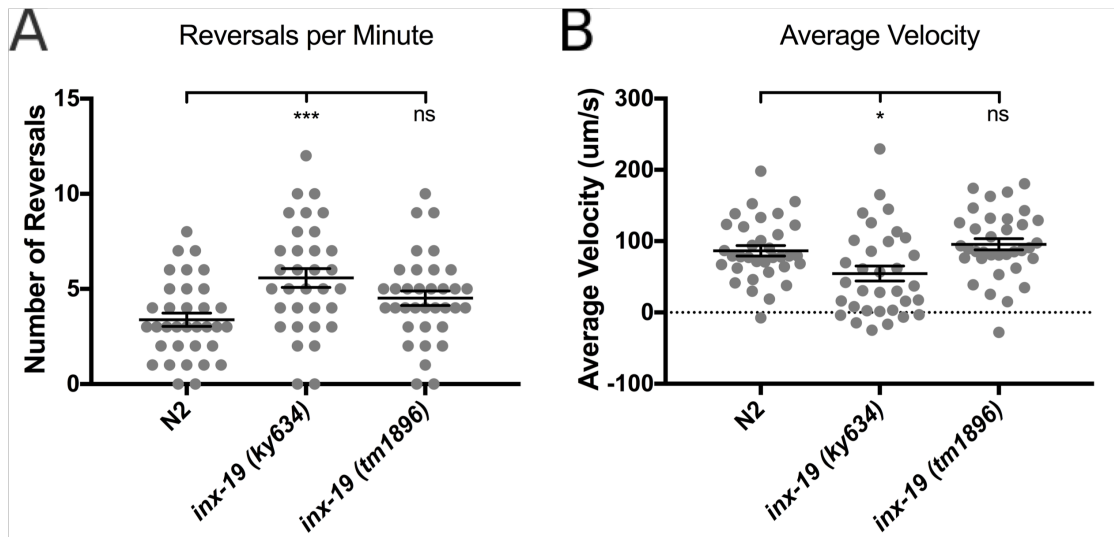 A
Reversals per Minute
Number of Reversals
15
10
5
0
***
ns
N2
inx-19 (ky634)
inx-19 (tm1896)
B
Average Velocity
Average Velocity (um/s)
300
200
100
0
-100
*
ns
N2
inx-19 (ky634)
inx-19 (tm1896)